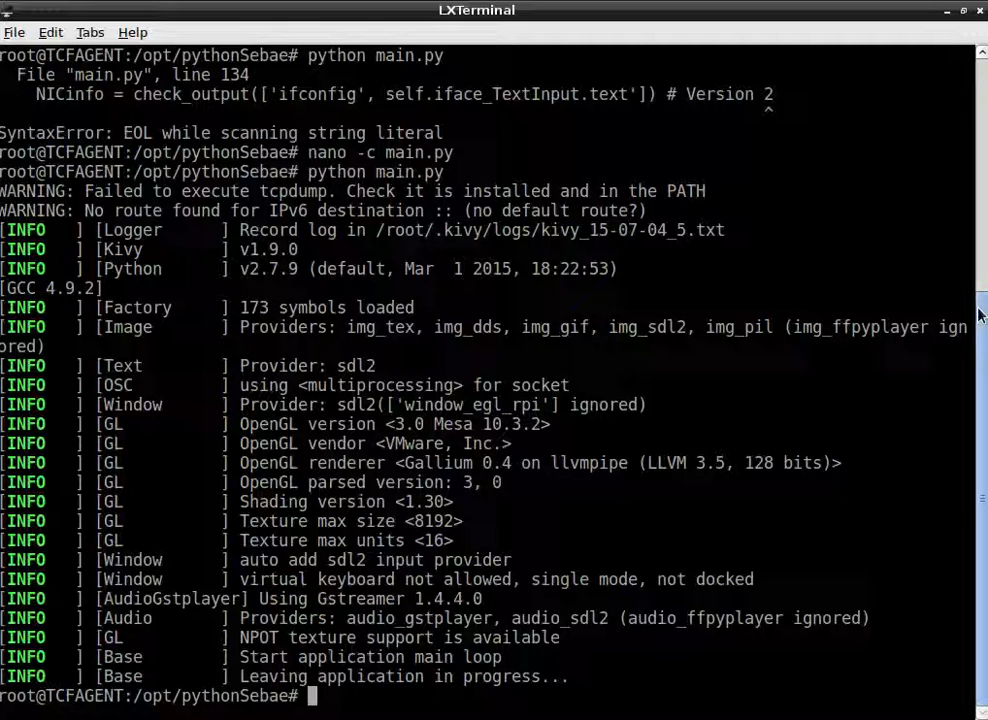 LXTerminal
File Edit Tabs Help
root@TCFAGENT:/opt/pythonSebae# python main.py
  File "main.py", line 134
    NICinfo = check_output(['ifconfig', self.iface_TextInput.text']) # Version 2
                                                                               ^
SyntaxError: EOL while scanning string literal
root@TCFAGENT:/opt/pythonSebae# nano -c main.py
root@TCFAGENT:/opt/pythonSebae# python main.py
WARNING: Failed to execute tcpdump. Check it is installed and in the PATH
WARNING: No route found for IPv6 destination :: (no default route?)
[INFO   ] [Logger      ] Record log in /root/.kivy/logs/kivy_15-07-04_5.txt
[INFO   ] [Kivy        ] v1.9.0
[INFO   ] [Python      ] v2.7.9 (default, Mar  1 2015, 18:22:53)
[GCC 4.9.2]
[INFO   ] [Factory     ] 173 symbols loaded
[INFO   ] [Image       ] Providers: img_tex, img_dds, img_gif, img_sdl2, img_pil (img_ffpyplayer ign
ored)
[INFO   ] [Text        ] Provider: sdl2
[INFO   ] [OSC         ] using <multiprocessing> for socket
[INFO   ] [Window      ] Provider: sdl2(['window_egl_rpi'] ignored)
[INFO   ] [GL          ] OpenGL version <3.0 Mesa 10.3.2>
[INFO   ] [GL          ] OpenGL vendor <VMware, Inc.>
[INFO   ] [GL          ] OpenGL renderer <Gallium 0.4 on llvmpipe (LLVM 3.5, 128 bits)>
[INFO   ] [GL          ] OpenGL parsed version: 3, 0
[INFO   ] [GL          ] Shading version <1.30>
[INFO   ] [GL          ] Texture max size <8192>
[INFO   ] [GL          ] Texture max units <16>
[INFO   ] [Window      ] auto add sdl2 input provider
[INFO   ] [Window      ] virtual keyboard not allowed, single mode, not docked
[INFO   ] [AudioGstplayer] Using Gstreamer 1.4.4.0
[INFO   ] [Audio       ] Providers: audio_gstplayer, audio_sdl2 (audio_ffpyplayer ignored)
[INFO   ] [GL          ] NPOT texture support is available
[INFO   ] [Base        ] Start application main loop
[INFO   ] [Base        ] Leaving application in progress...
root@TCFAGENT:/opt/pythonSebae#